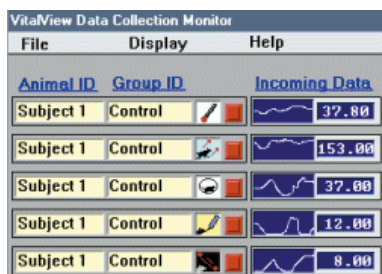 VitalView Data Collection Monitor
File Display Help
Animal ID Group ID Incoming Data
Subject 1 Control 37.80
Subject 1 Control 153.00
Subject 1 Control 37.00
Subject 1 Control 12.00
Subject 1 Control 8.00